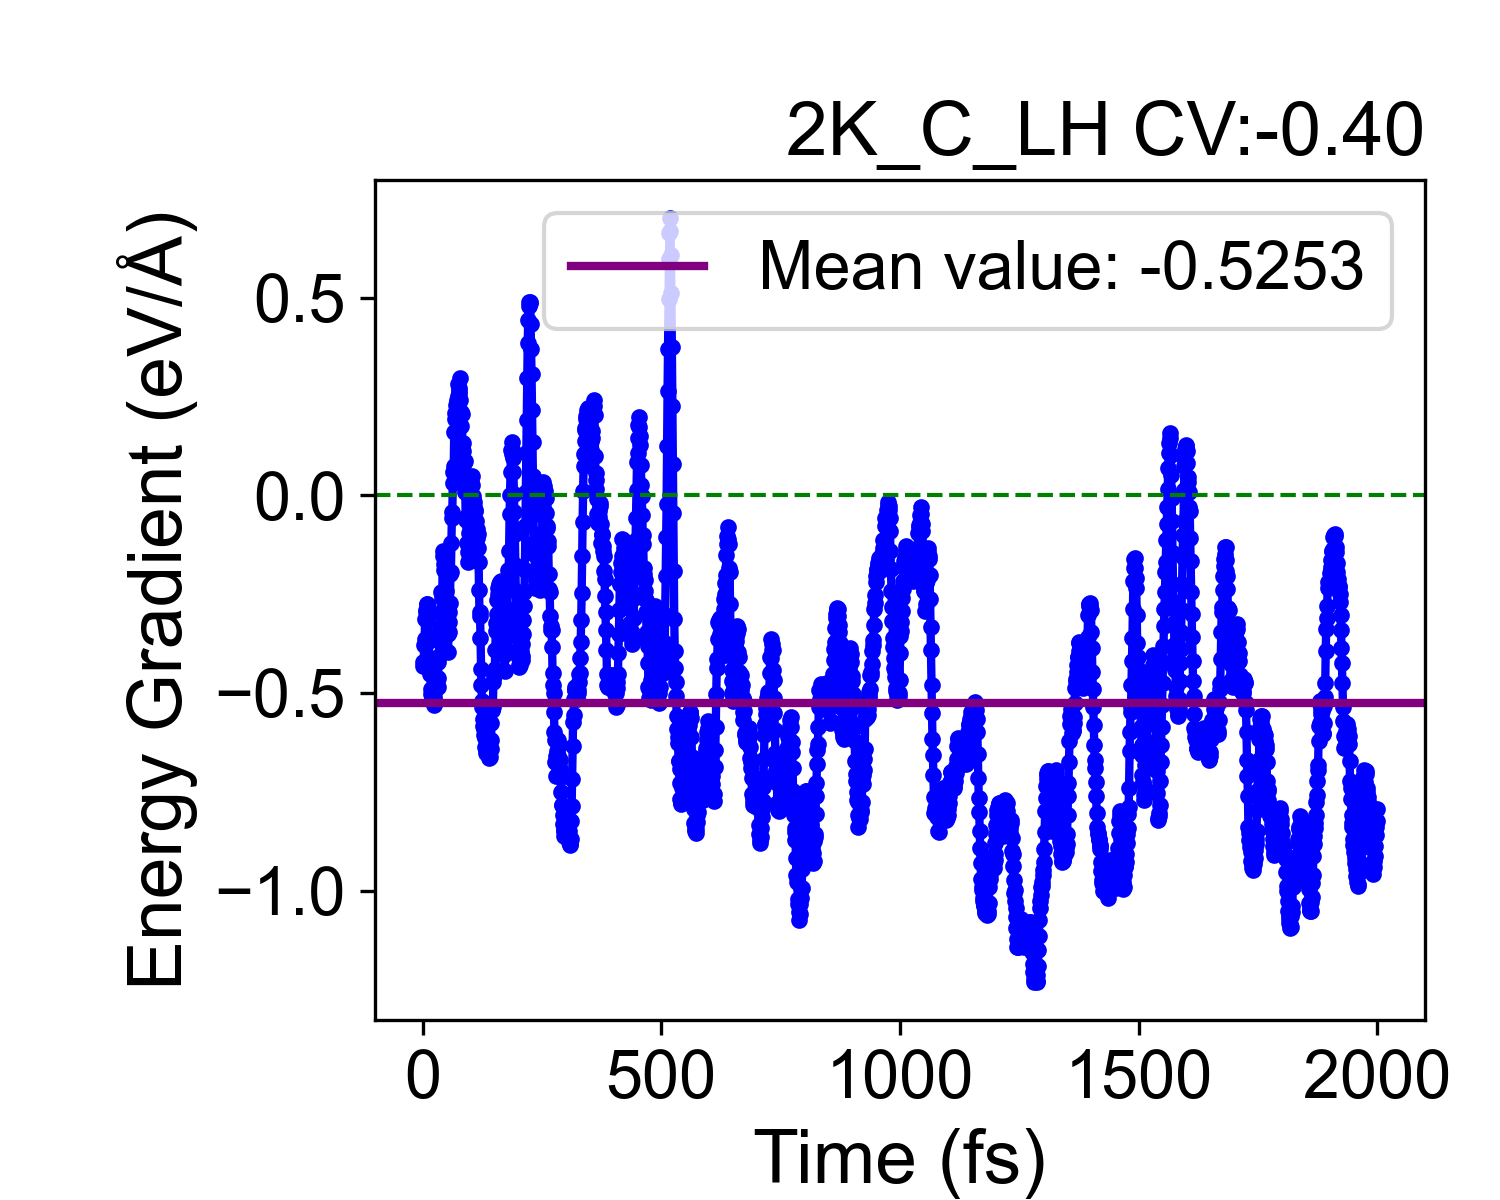 2K_C_LH CV:-0.40
Mean value: -0.5253
Energy Gradient (eV/Å)
0.5
0.0
−0.5
−1.0
0 500 1000 1500 2000
Time (fs)